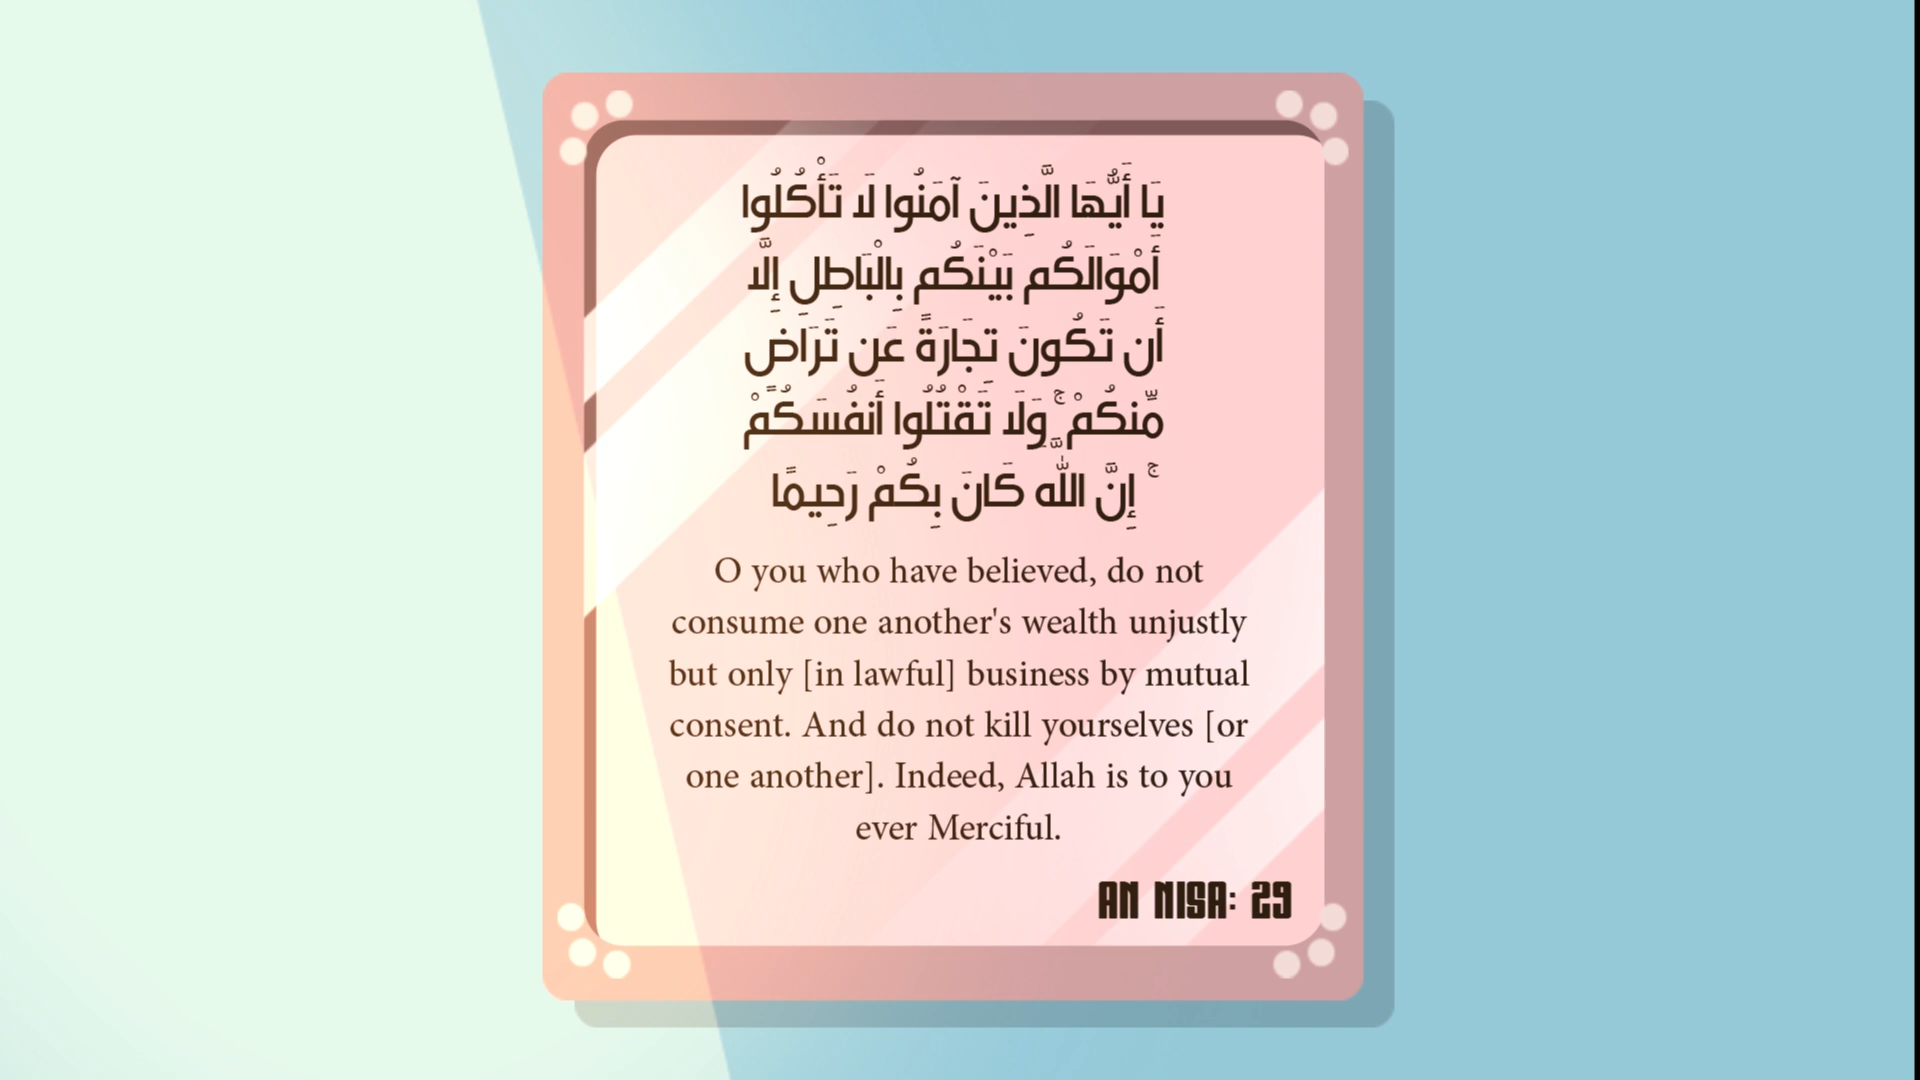 يَا أَيُّهَا الَّذِينَ آمَنُوا لَا تَأْكُلُوا
أَمْوَالَكُم بَيْنَكُم بِالْبَاطِلِ إِلَّا
أَن تَكُونَ تِجَارَةً عَن تَرَاضٍ
مِّنكُمْ ۚ وَلَا تَقْتُلُوا أَنفُسَكُمْ
ۚ إِنَّ اللَّهَ كَانَ بِكُمْ رَحِيمًا
O you who have believed, do not
consume one another's wealth unjustly
but only [in lawful] business by mutual
consent. And do not kill yourselves [or
one another]. Indeed, Allah is to you
ever Merciful.
AN NISA: 29